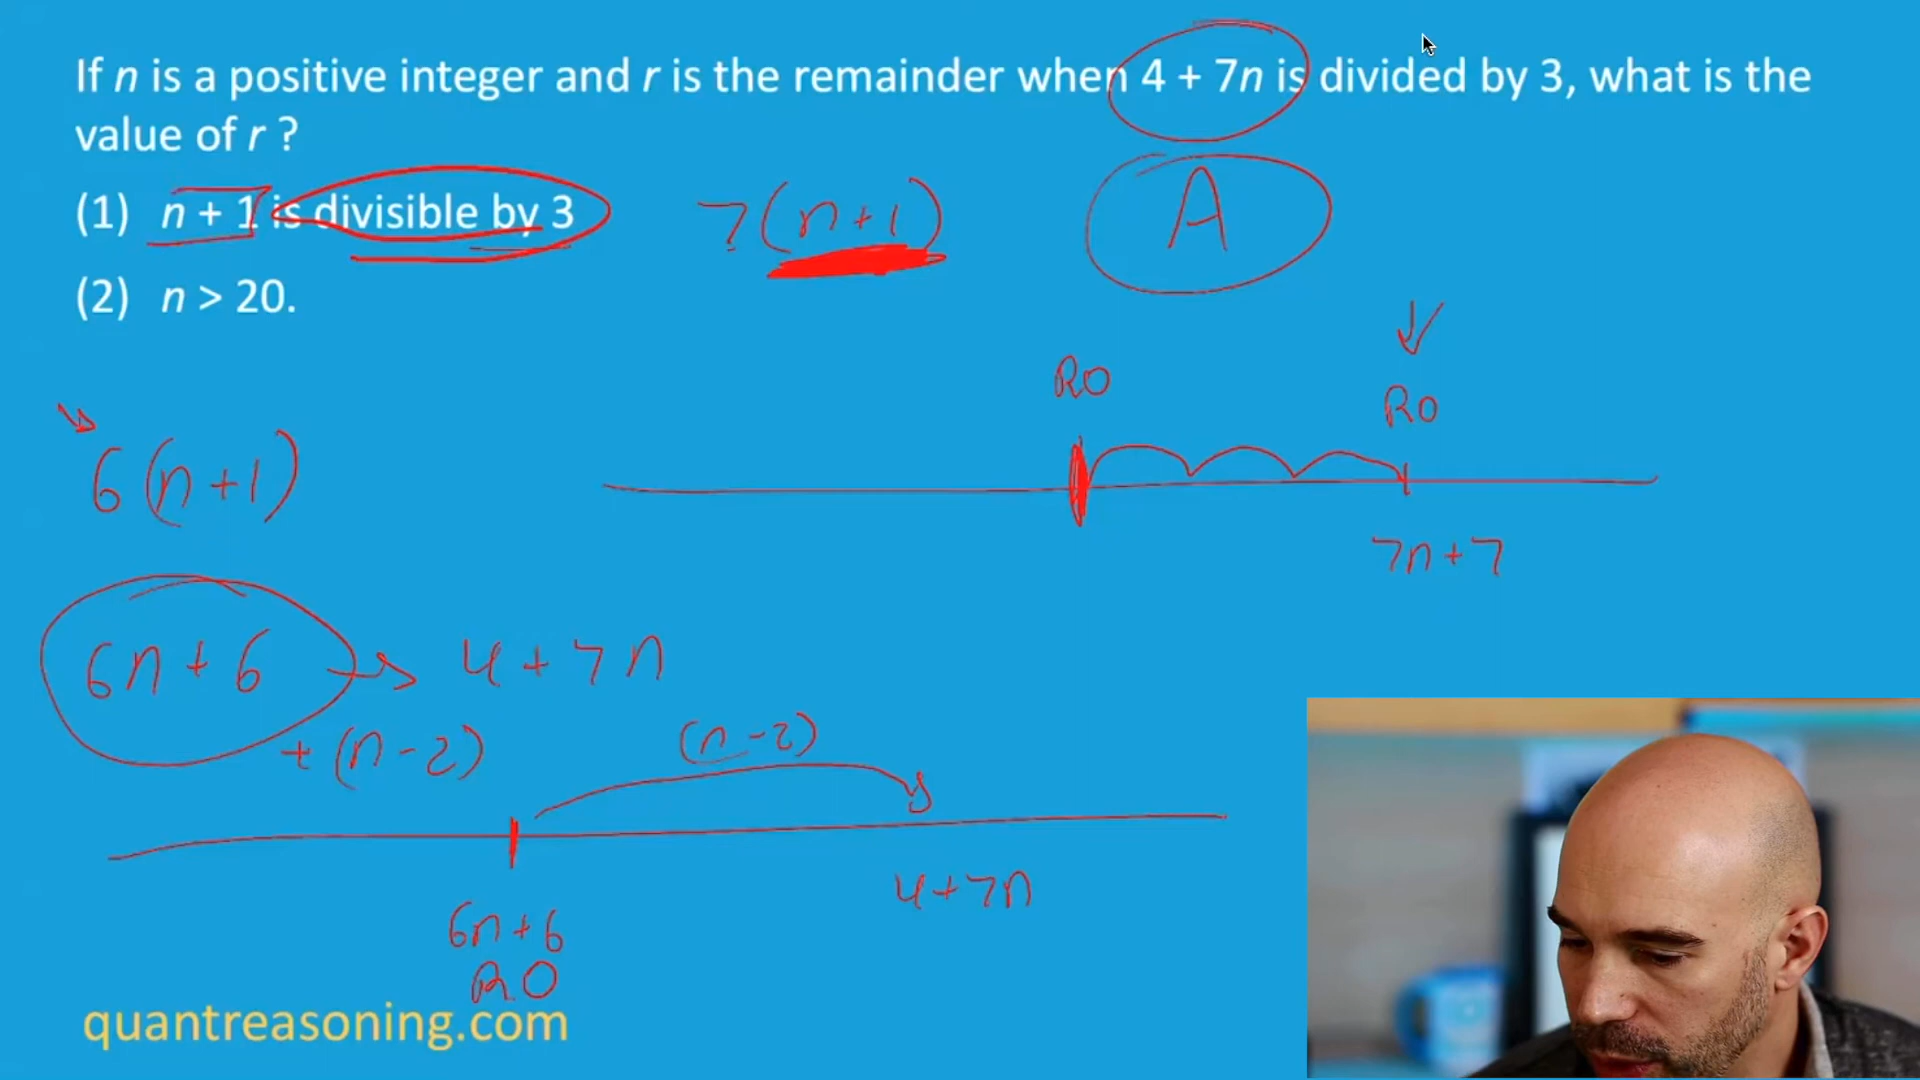 If n is a positive integer and r is the remainder when 4 + 7n is divided by 3, what is the
value of r ?
(1) n + 1 is divisible by 3
7(n+1)
A
(2) n > 20.
R0
R0
6(n+1)
7n+7
6n+6 → 4+7n
+(n-2)
(n-2)
4+7n
6n+6
R0
quantreasoning.com